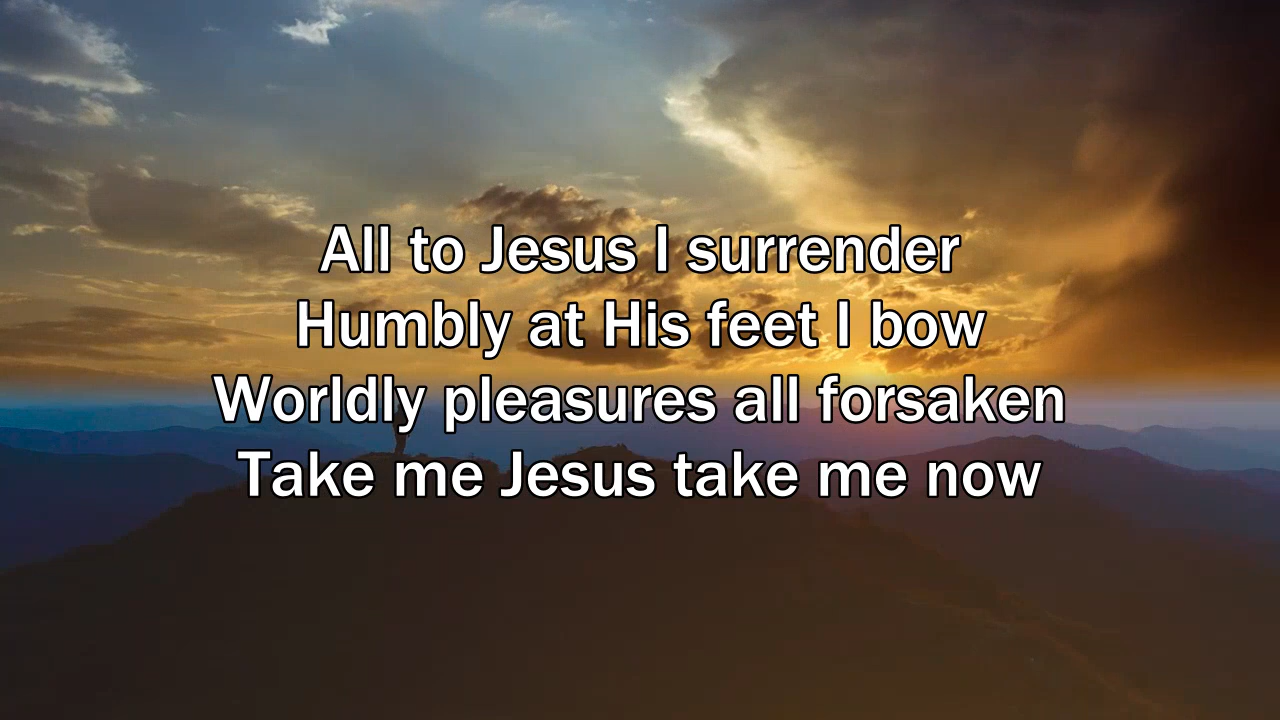 All to Jesus I surrender
Humbly at His feet I bow
Worldly pleasures all forsaken
Take me Jesus take me now